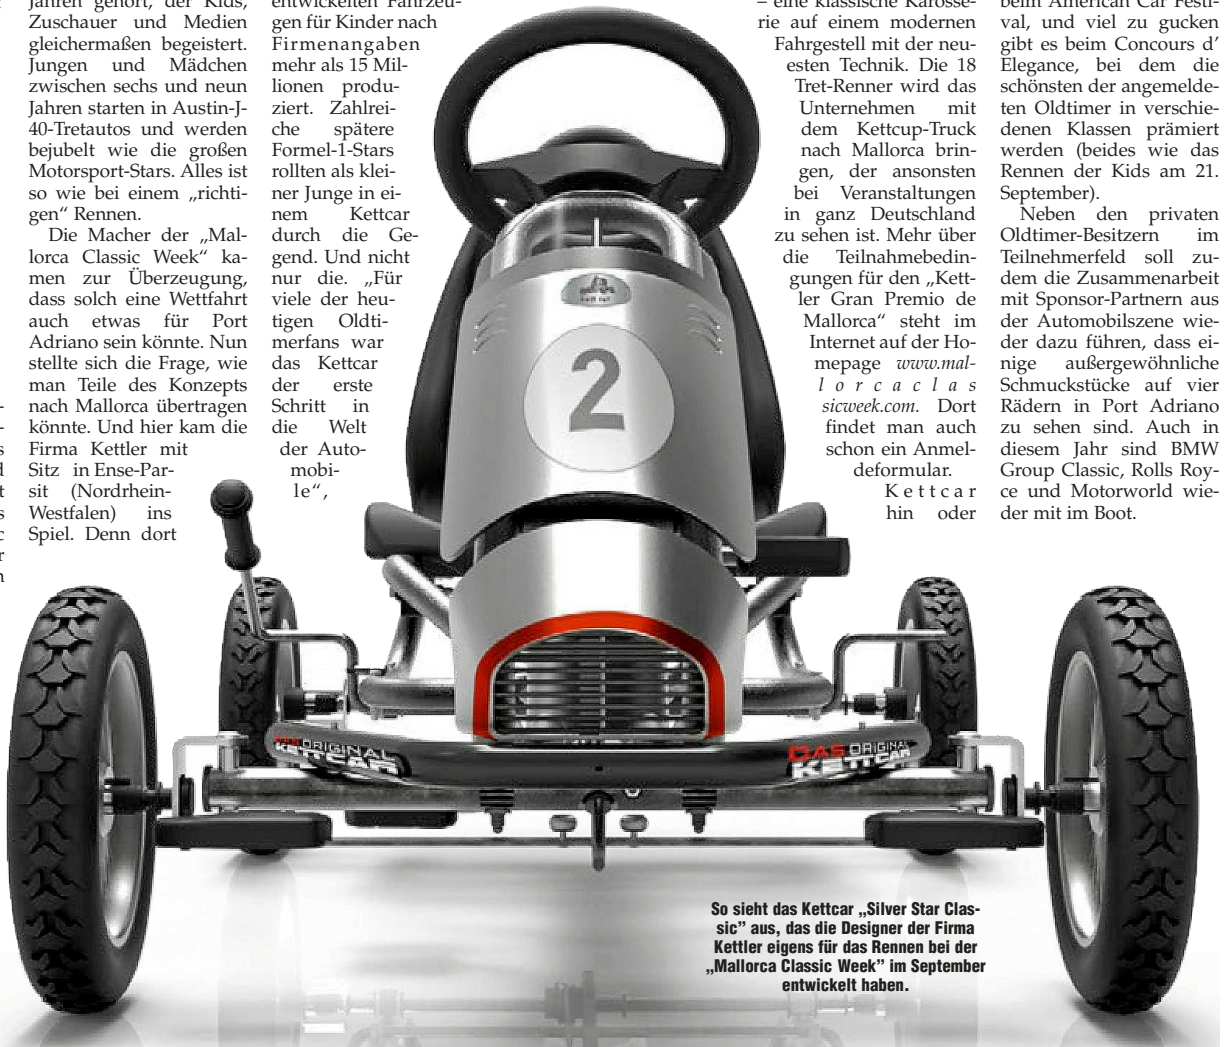 Jahren gehört, der Kids,
Zuschauer und Medien
gleichermaßen begeistert.
Jungen und Mädchen
zwischen sechs und neun
Jahren starten in Austin-J-
40-Tretautos und werden
bejubelt wie die großen
Motorsport-Stars. Alles ist
so wie bei einem „richti-
gen“ Rennen.
Die Macher der „Mal-
lorca Classic Week“ ka-
men zur Überzeugung,
dass solch eine Wettfahrt
auch etwas für Port
Adriano sein könnte. Nun
stellte sich die Frage, wie
man Teile des Konzepts
nach Mallorca übertragen
könnte. Und hier kam die
Firma Kettler mit
Sitz in Ense-Par-
sit (Nordrhein-
Westfalen) ins
Spiel. Denn dort
entwickelten Fahrzeu-
gen für Kinder nach
Firmenangaben
mehr als 15 Mil-
lionen produ-
ziert. Zahlrei-
che spätere
Formel-1-Stars
rollten als klei-
ner Junge in ei-
nem Kettcar
durch die Ge-
gend. Und nicht
nur die. „Für
viele der heu-
tigen Oldti-
merfans war
das Kettcar
der erste
Schritt in
die Welt
der Auto-
mobi-
le“,
– eine klassische Karosse-
rie auf einem modernen
Fahrgestell mit der neu-
esten Technik. Die 18
Tret-Renner wird das
Unternehmen mit
dem Kettcup-Truck
nach Mallorca brin-
gen, der ansonsten
bei Veranstaltungen
in ganz Deutschland
zu sehen ist. Mehr über
die Teilnahmebedin-
gungen für den „Kett-
ler Gran Premio de
Mallorca“ steht im
Internet auf der Ho-
mepage www.mal-
lorcaclas
sicweek.com. Dort
findet man auch
schon ein Anmel-
deformular.
Kettcar
hin oder
beim American Car Festi-
val, und viel zu gucken
gibt es beim Concours d’
Elegance, bei dem die
schönsten der angemelde-
ten Oldtimer in verschie-
denen Klassen prämiert
werden (beides wie das
Rennen der Kids am 21.
September).
Neben den privaten
Oldtimer-Besitzern im
Teilnehmerfeld soll zu-
dem die Zusammenarbeit
mit Sponsor-Partnern aus
der Automobilszene wie-
der dazu führen, dass ei-
nige außergewöhnliche
Schmuckstücke auf vier
Rädern in Port Adriano
zu sehen sind. Auch in
diesem Jahr sind BMW
Group Classic, Rolls Roy-
ce und Motorworld wie-
der mit im Boot.
2
DAS ORIGINAL
KETTCAR
DAS ORIGINAL
KETTCAR
So sieht das Kettcar „Silver Star Clas-
sic” aus, das die Designer der Firma
Kettler eigens für das Rennen bei der
„Mallorca Classic Week” im September
entwickelt haben.